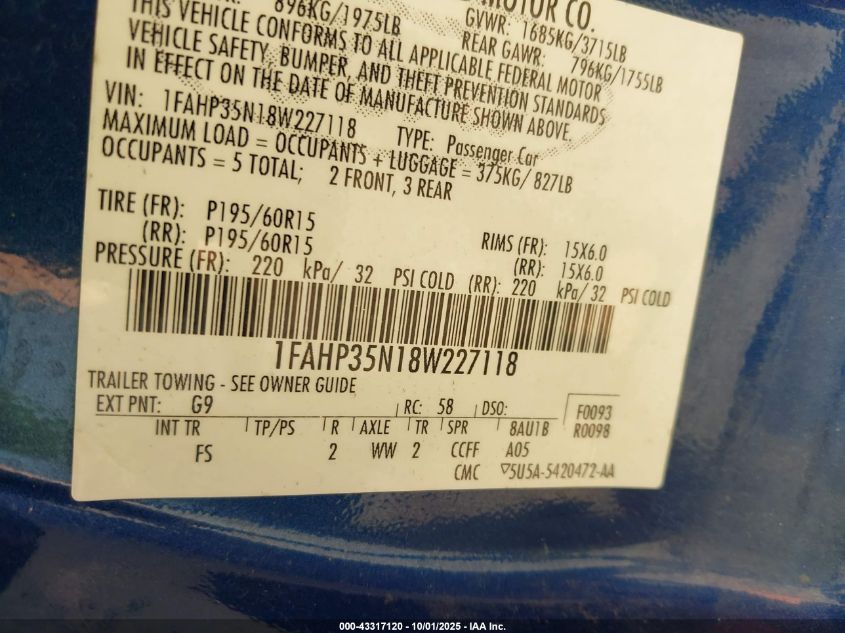 MOTOR CO.
896KG/1975LB GVWR: 1685KG/3715LB
REAR GAWR: 796KG/1755LB
THIS VEHICLE CONFORMS TO ALL APPLICABLE FEDERAL MOTOR
VEHICLE SAFETY, BUMPER, AND THEFT PREVENTION STANDARDS
IN EFFECT ON THE DATE OF MANUFACTURE SHOWN ABOVE.
VIN: 1FAHP35N18W227118 TYPE: Passenger Car
MAXIMUM LOAD = OCCUPANTS + LUGGAGE = 375KG/ 827LB
OCCUPANTS = 5 TOTAL; 2 FRONT, 3 REAR
TIRE (FR): P195/60R15 RIMS (FR): 15X6.0
(RR): P195/60R15 (RR): 15X6.0
PRESSURE (FR): 220 kPa/ 32 PSI COLD (RR): 220 kPa/ 32 PSI COLD
1FAHP35N18W227118
TRAILER TOWING - SEE OWNER GUIDE
EXT PNT: G9 RC: 58 DSO: F0093
INT TR TP/PS R AXLE TR SPR 8AU1B R0098
FS 2 WW 2 CCFF A05
CMC ▽5U5A-5420472-AA
000-43317120 - 10/01/2025 - IAA Inc.